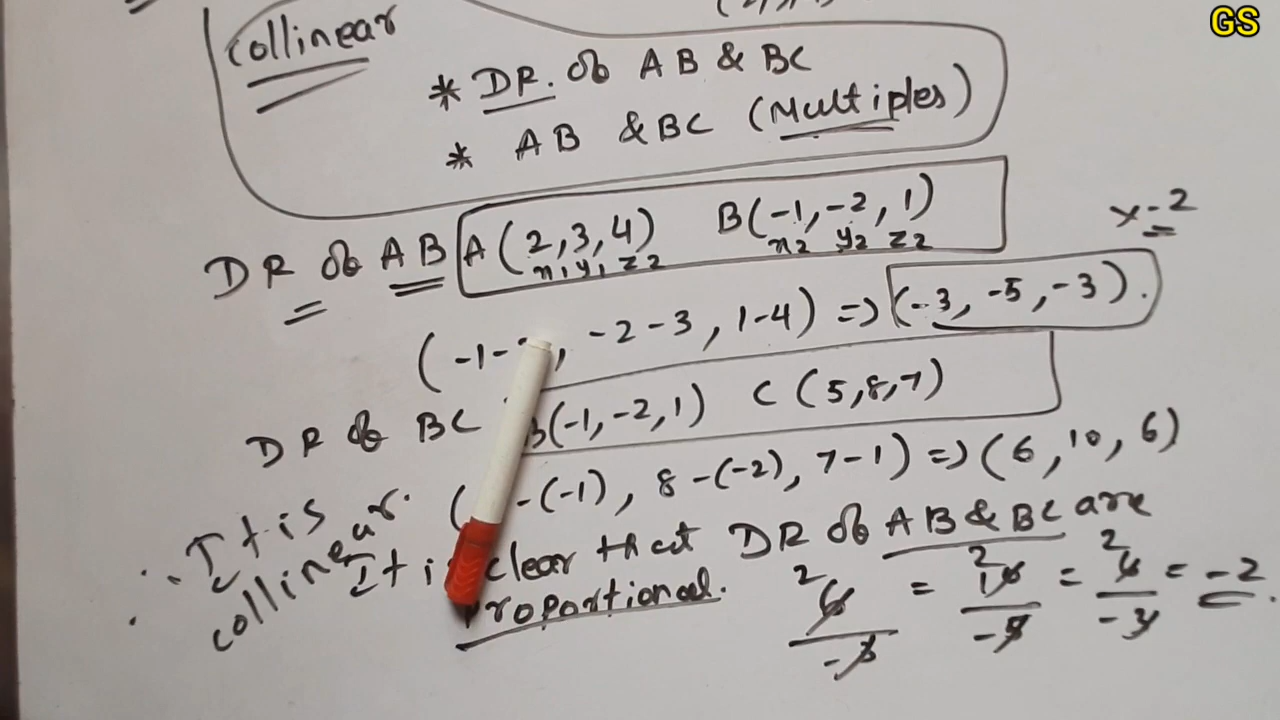 GS
collinear
* DR. of AB & BC
* AB & BC (Multiples)
DR of AB A(2,3,4) B(-1,-2,1)
x1 y1 z2 x2 y2 z2
x-2
(-1- , -2-3, 1-4) => (-3, -5, -3).
DR of BC B(-1,-2,1) C(5,8,7)
( -(-1), 8-(-2), 7-1) => (6, 10, 6)
It is clear that DR of AB & BC are
proportional.
6/-3 = 10/-5 = 6/-3 = -2.
2 2 2
∴ It is
collinear.